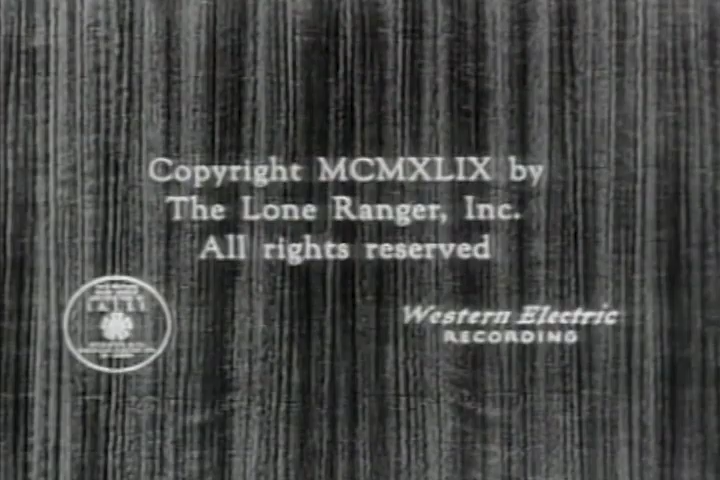 Copyright MCMXLIX by
The Lone Ranger, Inc.
All rights reserved
Western Electric
RECORDING